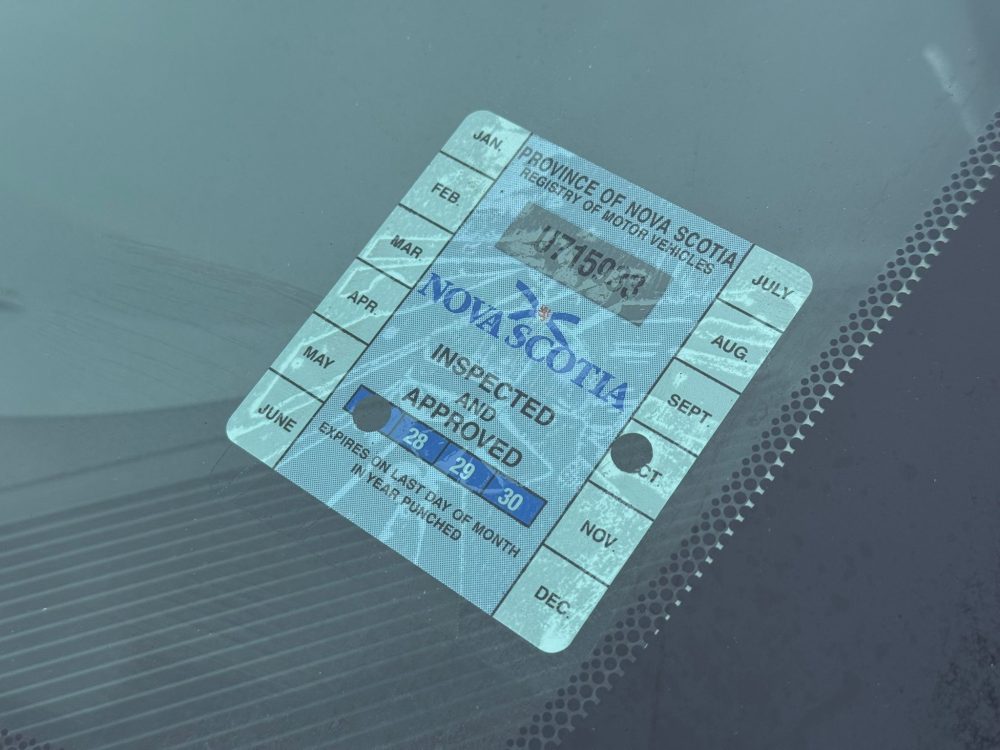 JAN.
FEB.
MAR.
APR.
MAY
JUNE
PROVINCE OF NOVA SCOTIA
REGISTRY OF MOTOR VEHICLES
NOVA SCOTIA
INSPECTED
AND
APPROVED
28 29 30
EXPIRES ON LAST DAY OF MONTH
IN YEAR PUNCHED
JULY
AUG.
SEPT.
CT.
NOV.
DEC.